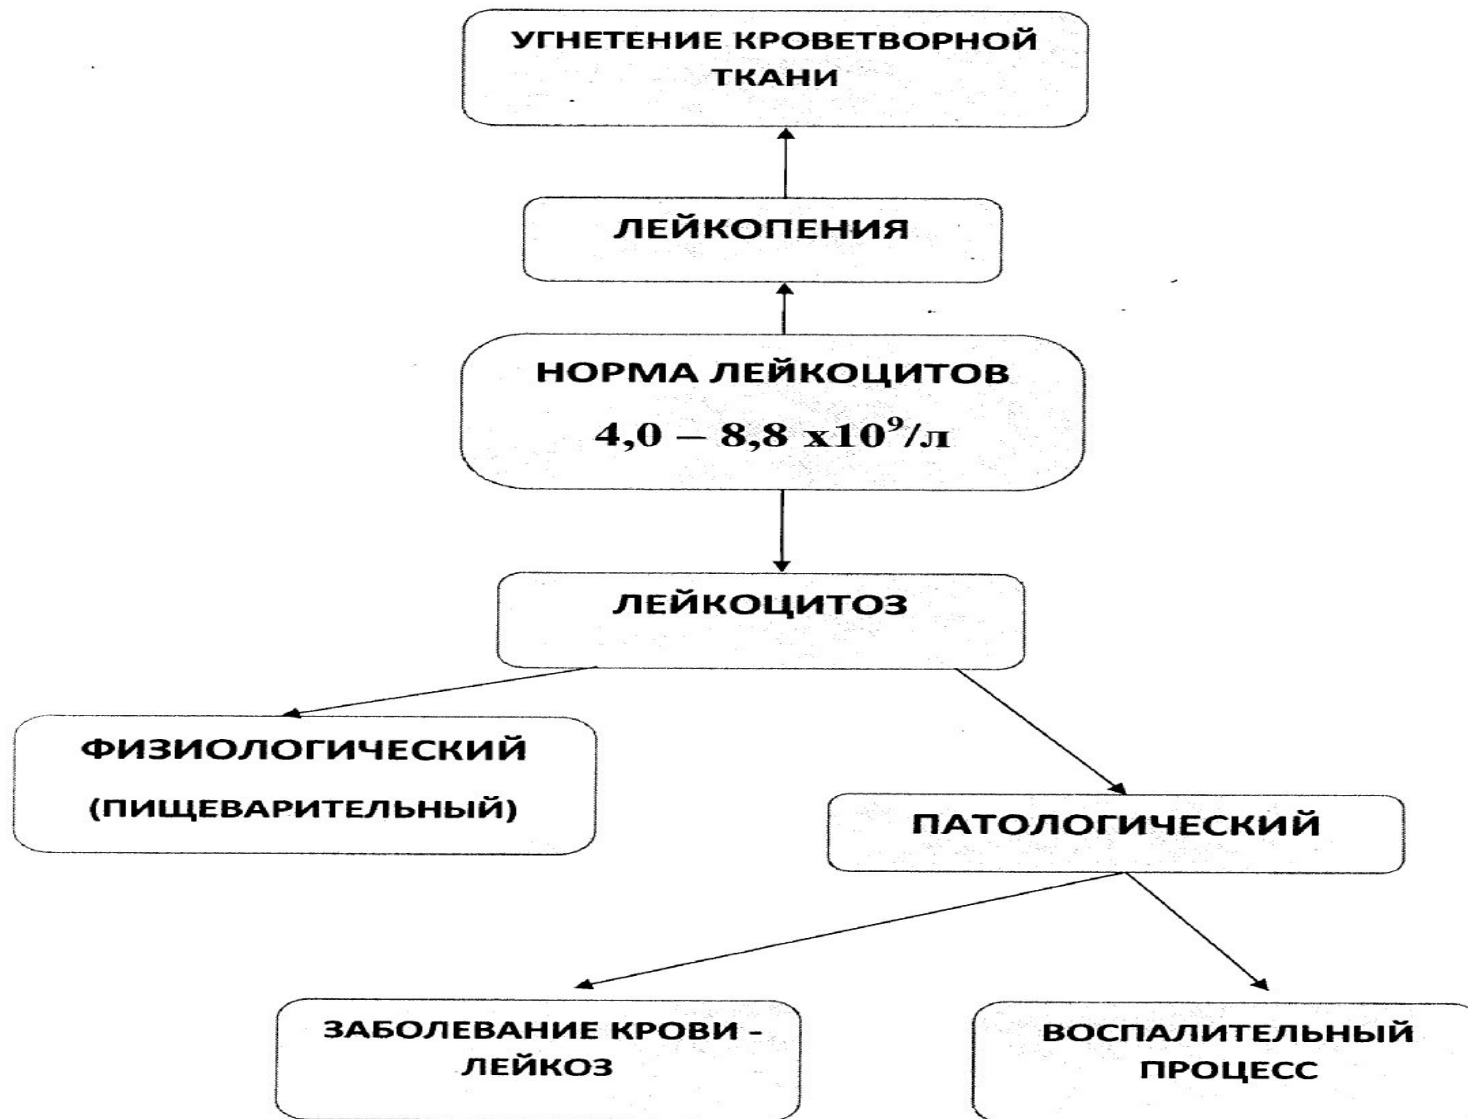 УГНЕТЕНИЕ КРОВЕТВОРНОЙ
ТКАНИ
ЛЕЙКОПЕНИЯ
НОРМА ЛЕЙКОЦИТОВ
4,0 – 8,8 х10⁹/л
ЛЕЙКОЦИТОЗ
ФИЗИОЛОГИЧЕСКИЙ
(ПИЩЕВАРИТЕЛЬНЫЙ)
ПАТОЛОГИЧЕСКИЙ
ЗАБОЛЕВАНИЕ КРОВИ -
ЛЕЙКОЗ
ВОСПАЛИТЕЛЬНЫЙ
ПРОЦЕСС